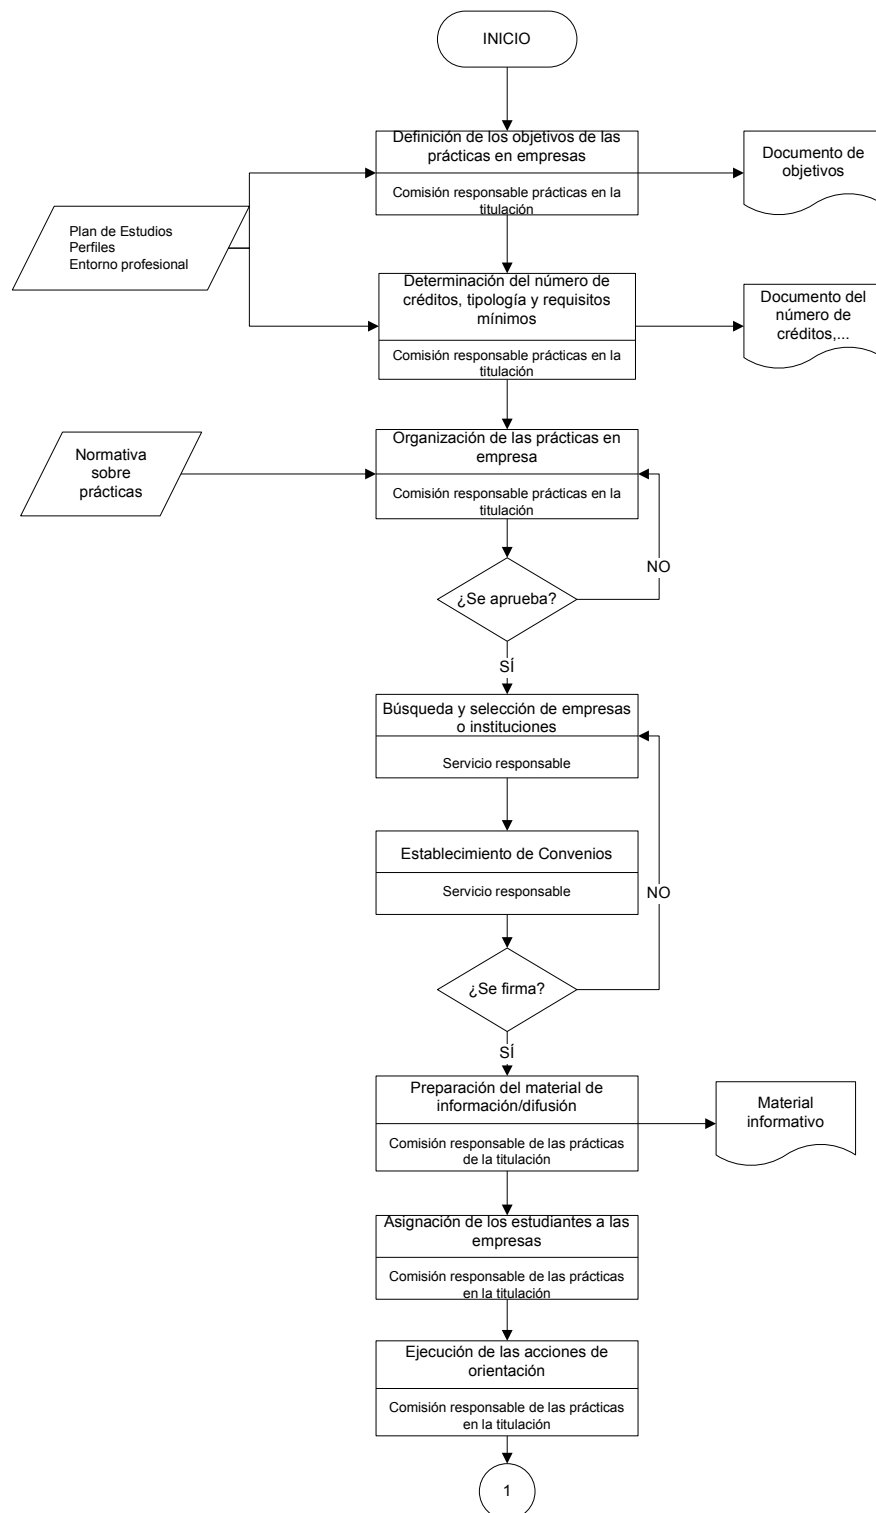 INICIO
Definición de los objetivos de las
prácticas en empresas
Comisión responsable prácticas en la
titulación
Documento de
objetivos
Plan de Estudios
Perfiles
Entorno profesional
Determinación del número de
créditos, tipología y requisitos
mínimos
Comisión responsable prácticas en la
titulación
Documento del
número de
créditos,...
Organización de las prácticas en
empresa
Comisión responsable prácticas en la
titulación
Normativa
sobre
prácticas
NO
¿Se aprueba?
SÍ
Búsqueda y selección de empresas
o instituciones
Servicio responsable
Establecimiento de Convenios
Servicio responsable
NO
¿Se firma?
SÍ
Preparación del material de
información/difusión
Comisión responsable de las prácticas
de la titulación
Material
informativo
Asignación de los estudiantes a las
empresas
Comisión responsable de las prácticas
en la titulación
Ejecución de las acciones de
orientación
Comisión responsable de las prácticas
en la titulación
1